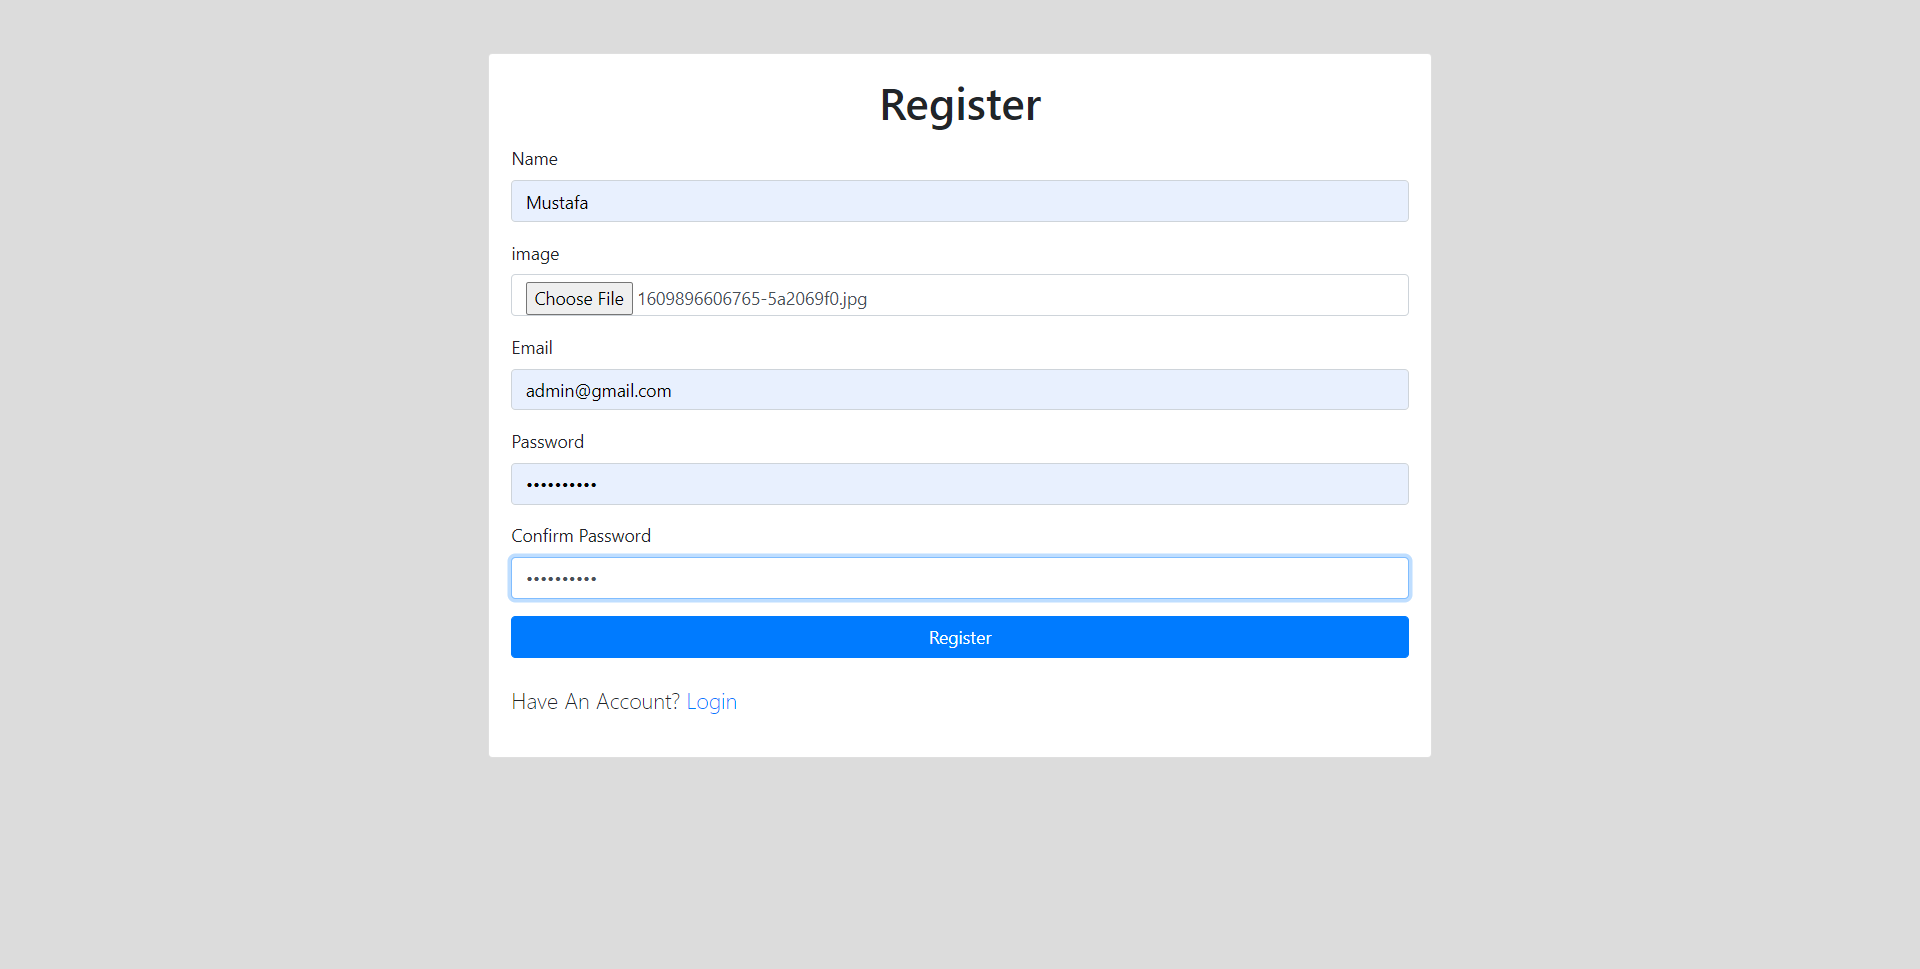 Register
Name
Mustafa
image
Choose File 1609896606765-5a2069f0.jpg
Email
admin@gmail.com
Password
••••••••••
Confirm Password
••••••••••
Register
Have An Account? Login